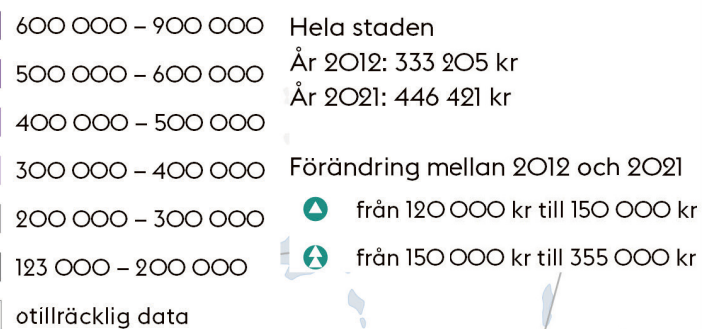 600 000 – 900 000
500 000 – 600 000
400 000 – 500 000
300 000 – 400 000
200 000 – 300 000
123 000 – 200 000
otillräcklig data
Hela staden
År 2012: 333 205 kr
År 2021: 446 421 kr
Förändring mellan 2012 och 2021
från 120 000 kr till 150 000 kr
från 150 000 kr till 355 000 kr